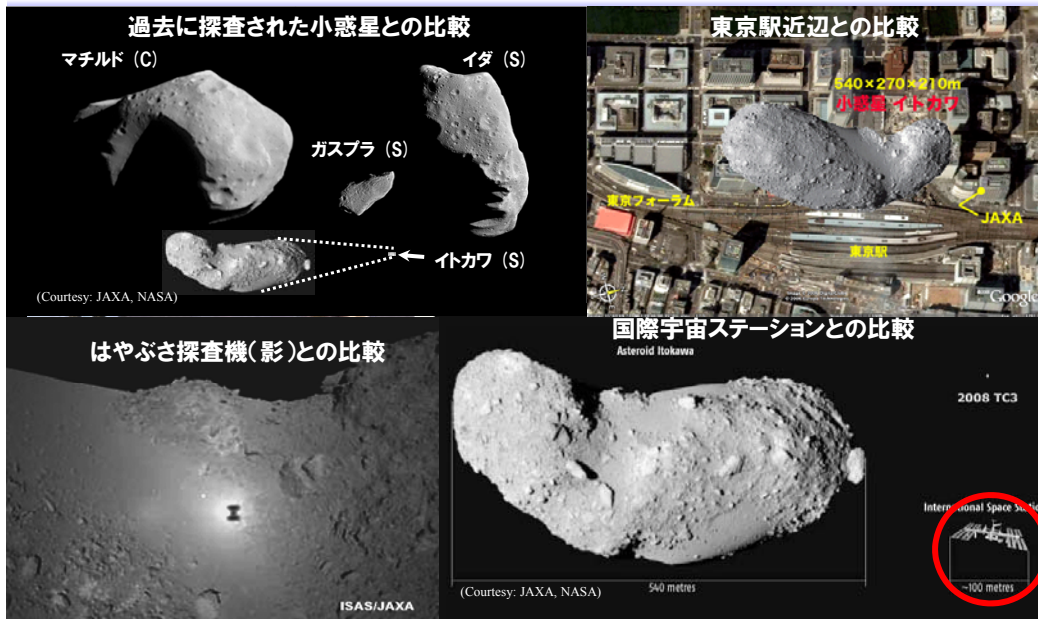 過去に探査された小惑星との比較
マチルド (C)
イダ (S)
ガスプラ (S)
イトカワ (S)
(Courtesy: JAXA, NASA)
東京駅近辺との比較
540×270×210m
小惑星 イトカワ
東京フォーラム
JAXA
東京駅
Google
はやぶさ探査機(影)との比較
ISAS/JAXA
国際宇宙ステーションとの比較
Asteroid Itokawa
2008 TC3
International Space Station
540 metres
~100 metres
(Courtesy: JAXA, NASA)